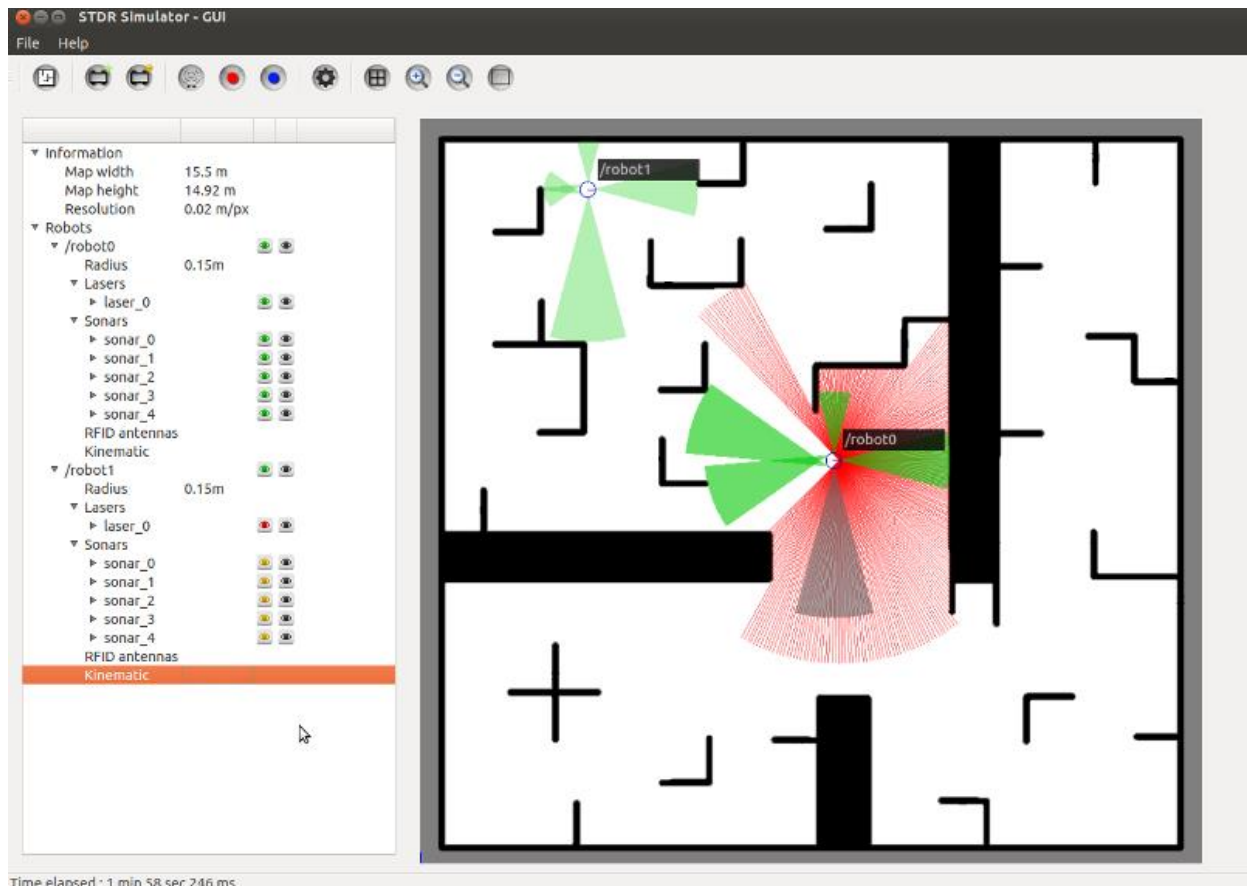 STDR Simulator - GUI
File Help
Information
Map width 15.5 m
Map height 14.92 m
Resolution 0.02 m/px
Robots
/robot0
Radius 0.15m
Lasers
laser_0
Sonars
sonar_0
sonar_1
sonar_2
sonar_3
sonar_4
RFID antennas
Kinematic
/robot1
Radius 0.15m
Lasers
laser_0
Sonars
sonar_0
sonar_1
sonar_2
sonar_3
sonar_4
RFID antennas
Kinematic
/robot1
/robot0
Time elapsed : 1 min 58 sec 246 ms